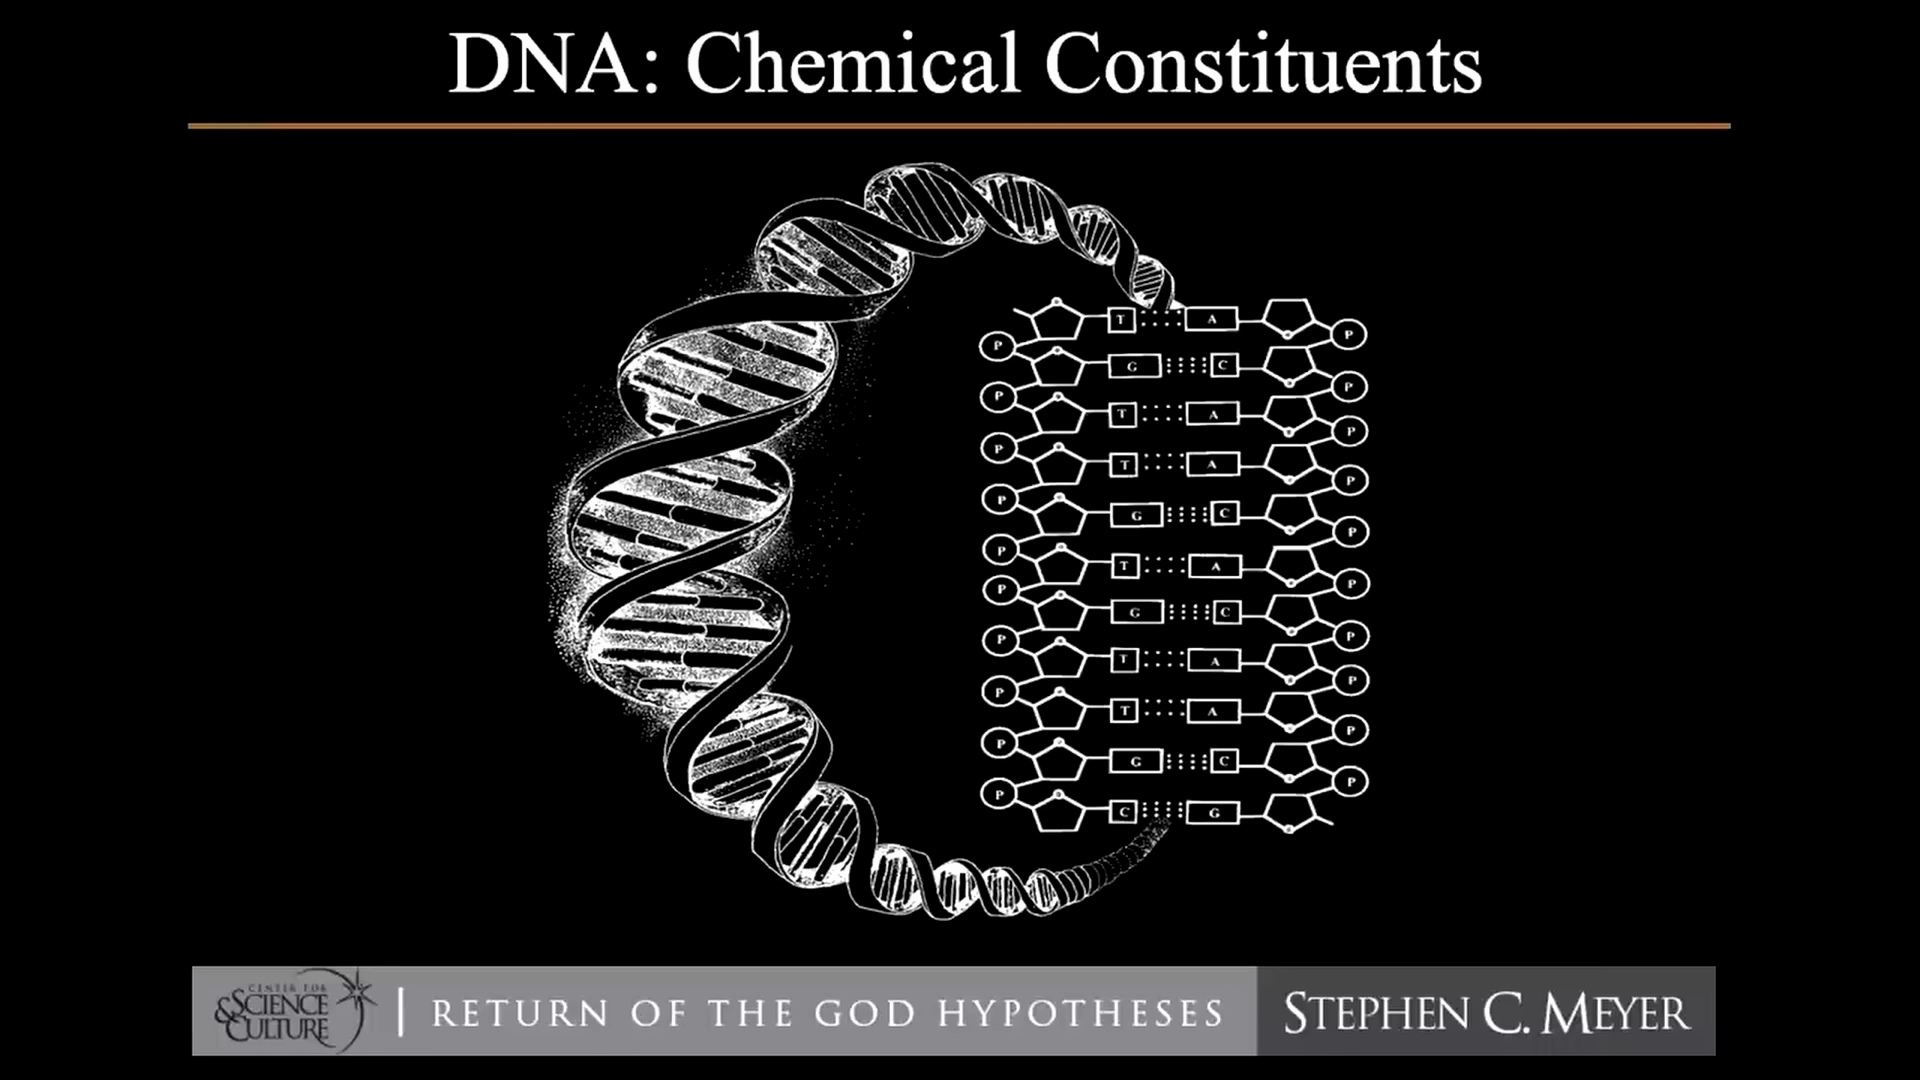 DNA: Chemical Constituents
T A P
P G C
P
P T A
P
P T A
P
P G C
P
P T A
P
P G C
P
P T A
P
P T A
P
P G C
P
P C G
CENTER FOR
SCIENCE
& CULTURE
RETURN OF THE GOD HYPOTHESES
STEPHEN C. MEYER